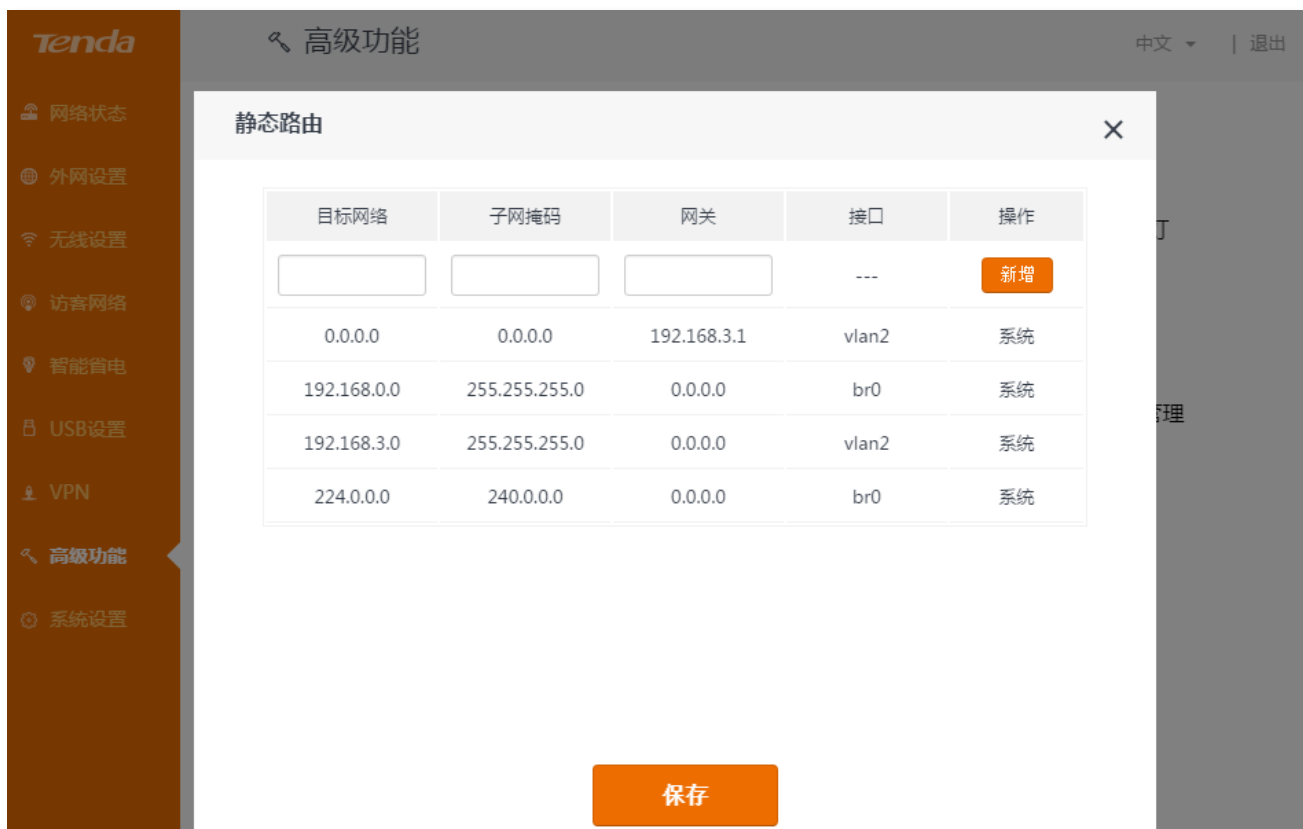 Tenda
高级功能
中文 | 退出
网络状态
外网设置
无线设置
访客网络
智能省电
USB设置
VPN
高级功能
系统设置
静态路由
目标网络 子网掩码 网关 接口 操作
--- 新增
0.0.0.0 0.0.0.0 192.168.3.1 vlan2 系统
192.168.0.0 255.255.255.0 0.0.0.0 br0 系统
192.168.3.0 255.255.255.0 0.0.0.0 vlan2 系统
224.0.0.0 240.0.0.0 0.0.0.0 br0 系统
保存
理